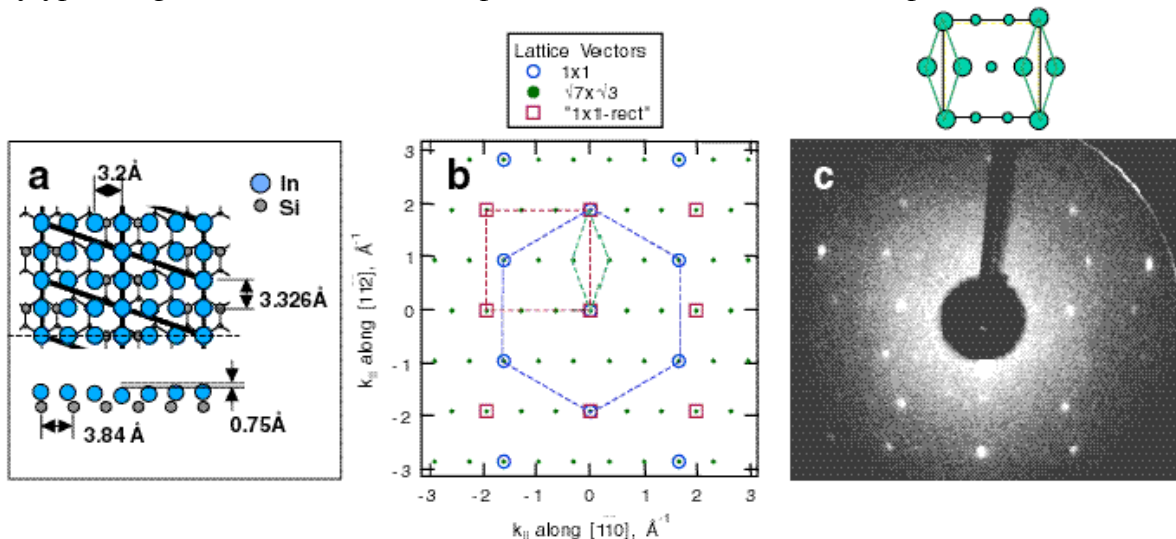 Lattice Vectors
1x1
√7x√3
"1x1-rect"
a
3.2Å
In
Si
3.326Å
3.84 Å
0.75Å
b
3
2
1
0
-1
-2
-3
k|| along [112], Å-1
-3
-2
-1
0
1
2
3
k|| along [110], Å-1
c